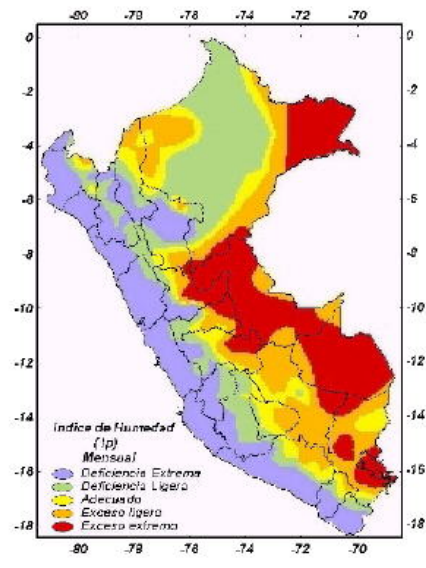 -80 -78 -76 -74 -72 -70
0 0
-2 -2
-4 -4
-6 -6
-8 -8
-10 -10
-12 -12
-14 -14
-16 -16
-18 -18
Indice de Humedad
(Ip)
Mensual
Deficiencia Extrema
Deficiencia Ligera
Adecuado
Exceso ligero
Exceso extremo
-80 -78 -76 -74 -72 -70